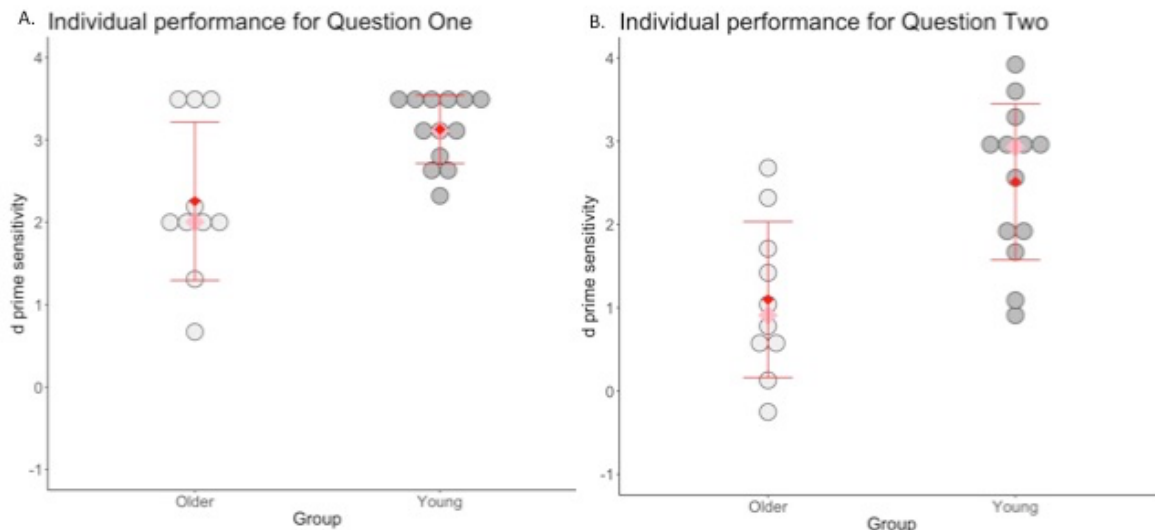 A. Individual performance for Question One
4
3
2
1
0
-1
d prime sensitivity
Older
Young
Group
B. Individual performance for Question Two
4
3
2
1
0
-1
d prime sensitivity
Older
Young
Group